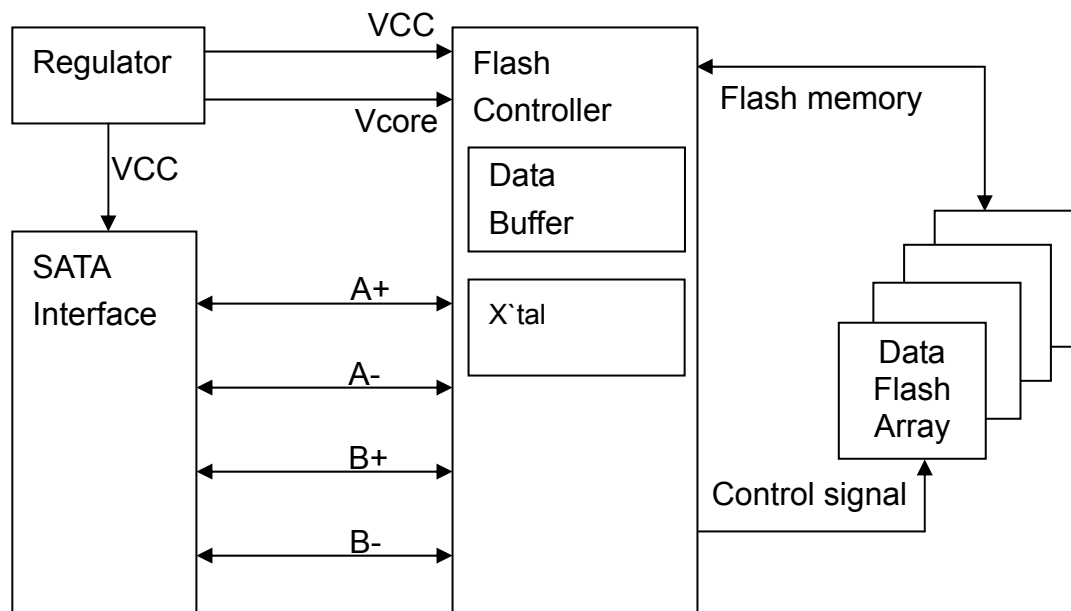 VCC
Regulator
Flash
Controller
Vcore
Flash memory
VCC
Data
Buffer
SATA
Interface
A+
X`tal
A-
Data
Flash
Array
B+
Control signal
B-